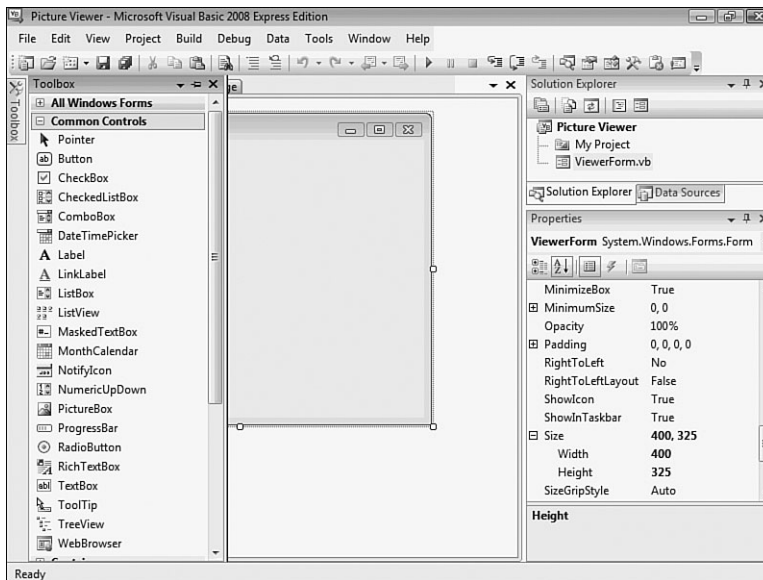 Picture Viewer - Microsoft Visual Basic 2008 Express Edition
File Edit View Project Build Debug Data Tools Window Help
Toolbox
Toolbox
All Windows Forms
Common Controls
Pointer
Button
CheckBox
CheckedListBox
ComboBox
DateTimePicker
Label
LinkLabel
ListBox
ListView
MaskedTextBox
MonthCalendar
NotifyIcon
NumericUpDown
PictureBox
ProgressBar
RadioButton
RichTextBox
TextBox
ToolTip
TreeView
WebBrowser
Solution Explorer
Picture Viewer
My Project
ViewerForm.vb
Solution Explorer Data Sources
Properties
ViewerForm System.Windows.Forms.Form
MinimizeBox True
MinimumSize 0, 0
Opacity 100%
Padding 0, 0, 0, 0
RightToLeft No
RightToLeftLayout False
ShowIcon True
ShowInTaskbar True
Size 400, 325
Width 400
Height 325
SizeGripStyle Auto
Height
Ready